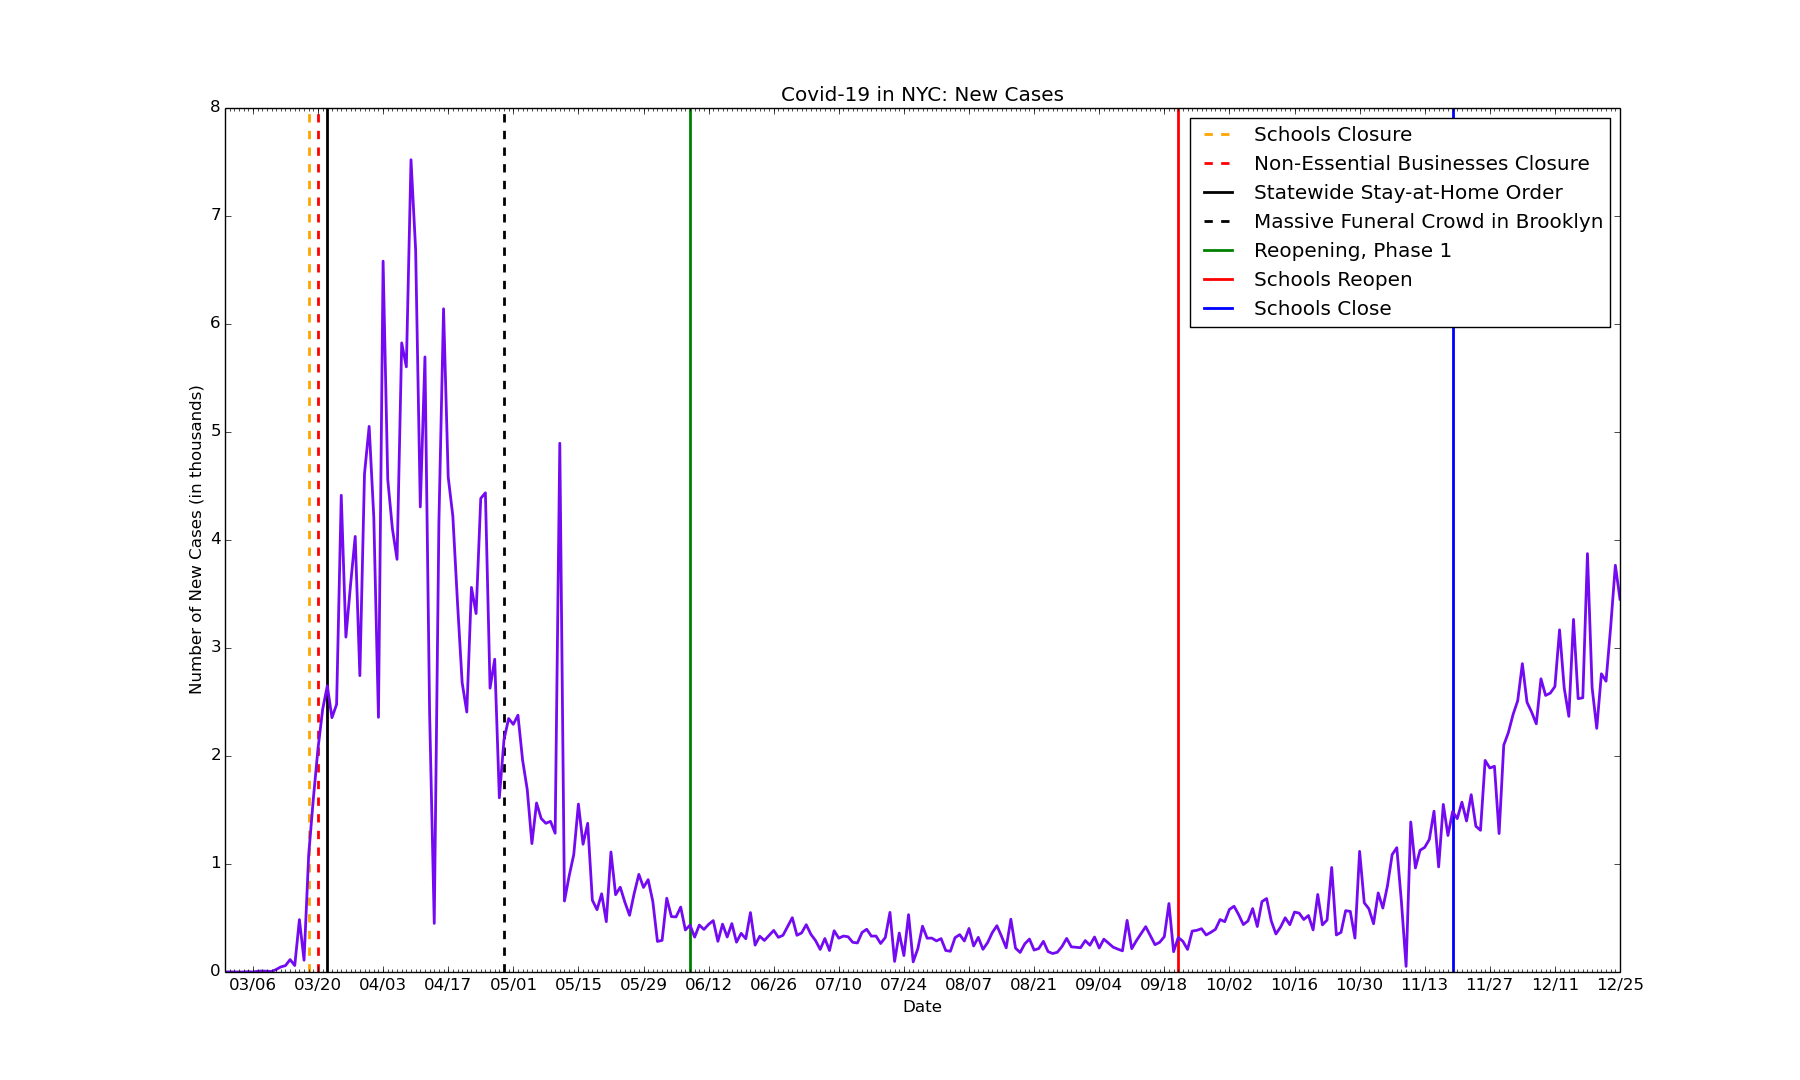 Covid-19 in NYC: New Cases
8
7
6
5
4
3
2
1
0
Number of New Cases (in thousands)
Schools Closure
Non-Essential Businesses Closure
Statewide Stay-at-Home Order
Massive Funeral Crowd in Brooklyn
Reopening, Phase 1
Schools Reopen
Schools Close
03/06 03/20 04/03 04/17 05/01 05/15 05/29 06/12 06/26 07/10 07/24 08/07 08/21 09/04 09/18 10/02 10/16 10/30 11/13 11/27 12/11 12/25
Date